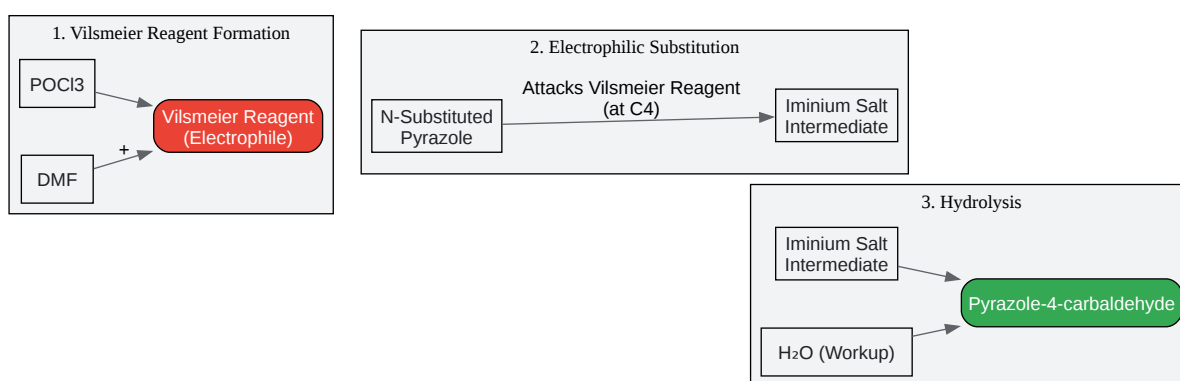 1. Vilsmeier Reagent Formation
POCl3
Vilsmeier Reagent
(Electrophile)
+
DMF
2. Electrophilic Substitution
N-Substituted
Pyrazole
Attacks Vilsmeier Reagent
(at C4)
Iminium Salt
Intermediate
3. Hydrolysis
Iminium Salt
Intermediate
Pyrazole-4-carbaldehyde
H₂O (Workup)